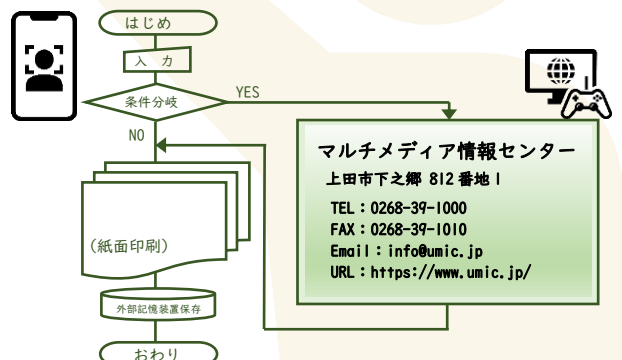 はじめ
入 力
条件分岐
YES
NO
マルチメディア情報センター
上田市下之郷 812番地1
TEL：0268-39-1000
FAX：0268-39-1010
Email：info@umic.jp
URL：https://www.umic.jp/
(紙面印刷)
外部記憶装置保存
おわり